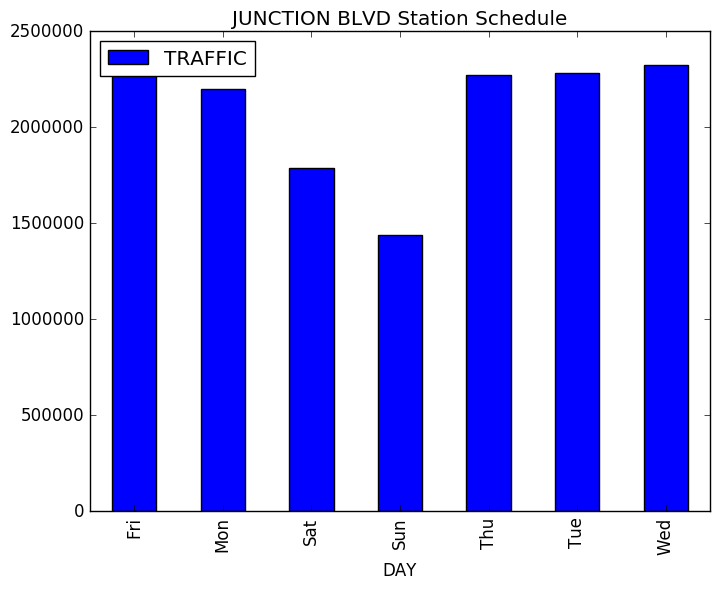 JUNCTION BLVD Station Schedule
TRAFFIC
2500000
2000000
1500000
1000000
500000
0
Fri
Mon
Sat
Sun
Thu
Tue
Wed
DAY